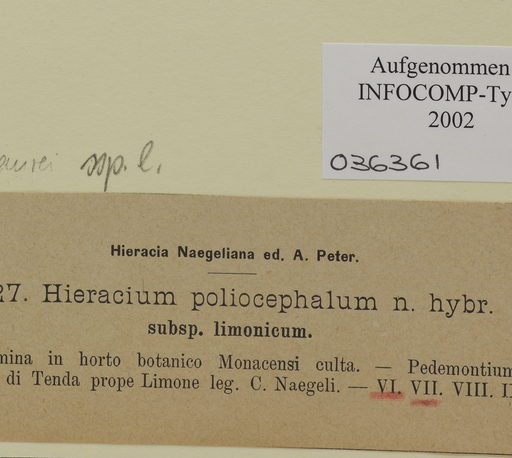 Aufgenommen
INFOCOMP-Ty
2002
036361
ssp. l.
Hieracia Naegeliana ed. A. Peter.
27. Hieracium poliocephalum n. hybr.
subsp. limonicum.
mina in horto botanico Monacensi culta. — Pedemontium
di Tenda prope Limone leg. C. Naegeli. — VI. VII. VIII. I